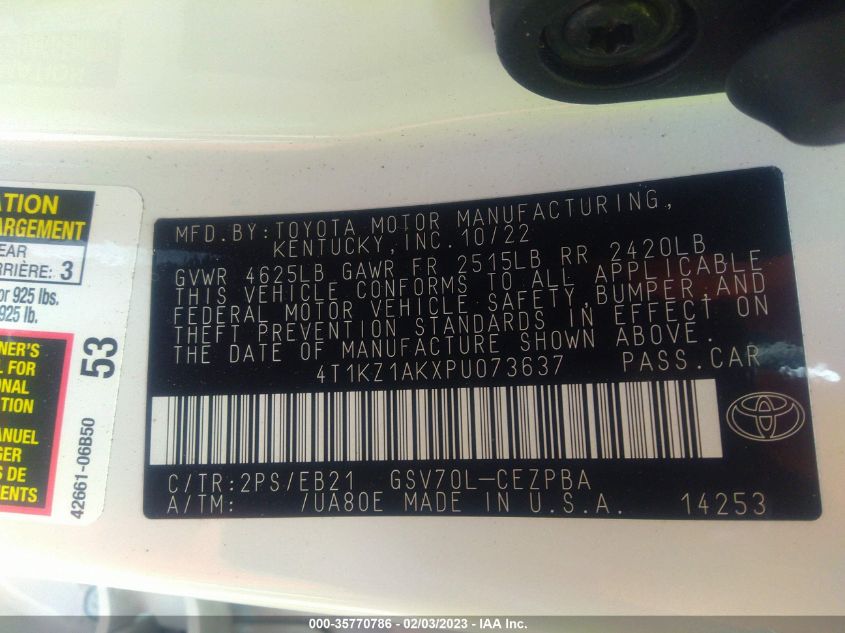 ATION
ARGEMENT
EAR
ARRIÈRE: 3
or 925 lbs.
925 lb.
NER'S
L FOR
ONAL
ATION
ANUEL
ER
S DE
EMENTS
53
42661-06B50
MFD. BY: TOYOTA MOTOR MANUFACTURING,
KENTUCKY, INC. 10/22
GVWR 4625LB GAWR FR 2515LB RR 2420LB
THIS VEHICLE CONFORMS TO ALL APPLICABLE
FEDERAL MOTOR VEHICLE SAFETY, BUMPER, AND
THEFT PREVENTION STANDARDS IN EFFECT ON
THE DATE OF MANUFACTURE SHOWN ABOVE.
4T1KZ1AKXPU073637 PASS. CAR
C/TR: 2PS/EB21 GSV70L-CEZPBA
A/TM: /UA80E MADE IN U.S.A. 14253
000-35770786 - 02/03/2023 - IAA Inc.